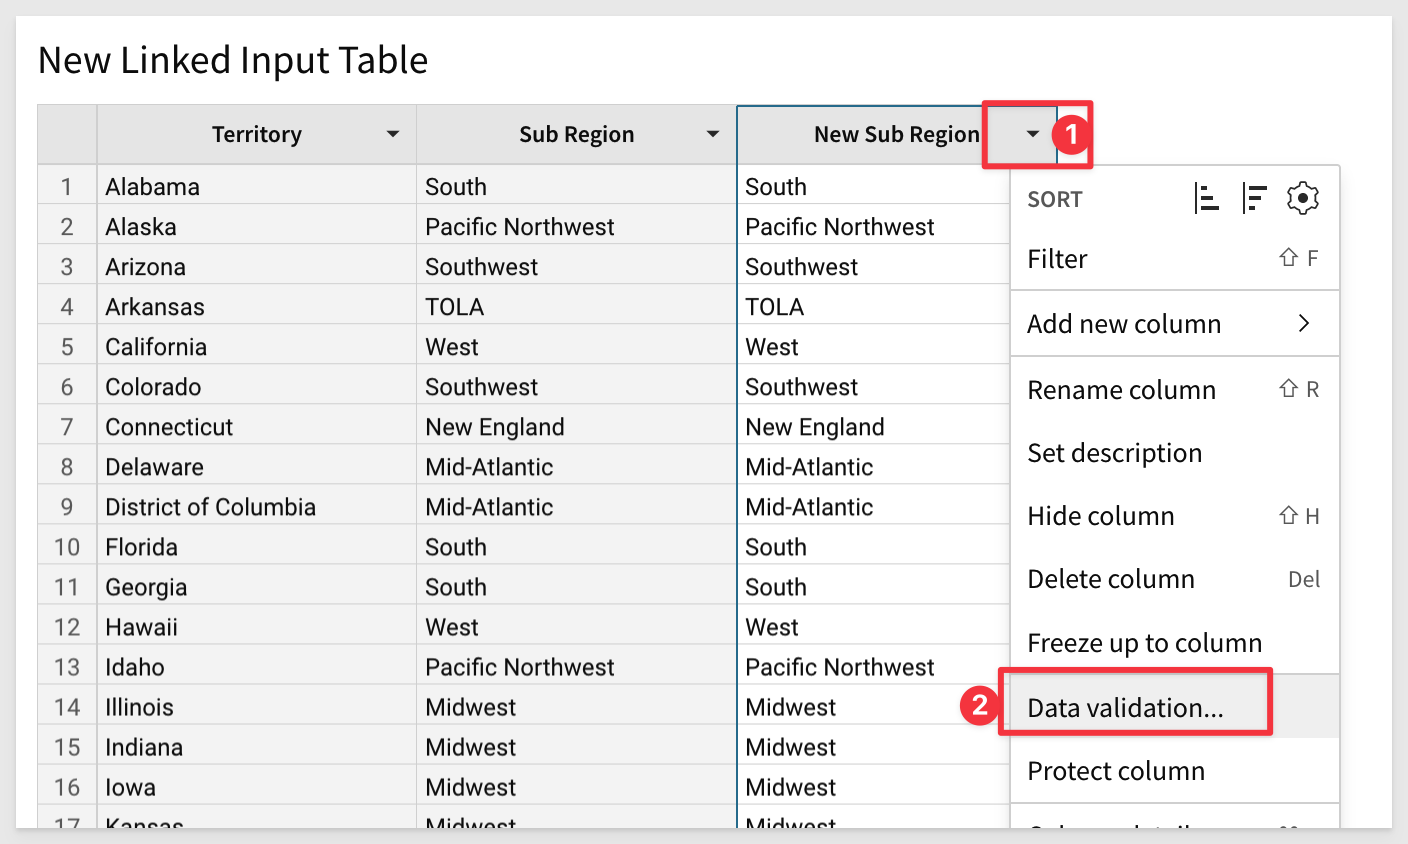 New Linked Input Table
Territory Sub Region New Sub Region 1
1 Alabama South South
2 Alaska Pacific Northwest Pacific Northwest
3 Arizona Southwest Southwest
4 Arkansas TOLA TOLA
5 California West West
6 Colorado Southwest Southwest
7 Connecticut New England New England
8 Delaware Mid-Atlantic Mid-Atlantic
9 District of Columbia Mid-Atlantic Mid-Atlantic
10 Florida South South
11 Georgia South South
12 Hawaii West West
13 Idaho Pacific Northwest Pacific Northwest
14 Illinois Midwest Midwest
15 Indiana Midwest Midwest
16 Iowa Midwest Midwest
17 Kansas Midwest Midwest
SORT
Filter ⇧ F
Add new column
Rename column ⇧ R
Set description
Hide column ⇧ H
Delete column Del
Freeze up to column
2 Data validation...
Protect column